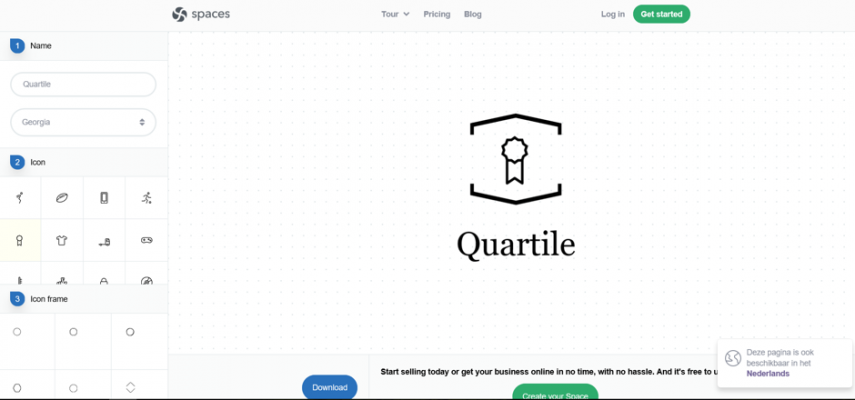 spaces
Tour
Pricing
Blog
Log in
Get started
1 Name
Quartile
Georgia
2 Icon
3 Icon frame
Quartile
Download
Start selling today or get your business online in no time, with no hassle. And it's free to u
Create your Space
Deze pagina is ook
beschikbaar in het
Nederlands